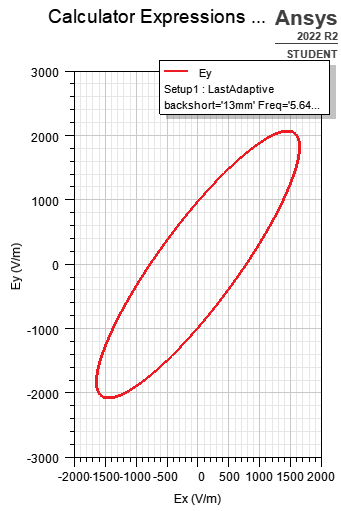 Calculator Expressions ...
Ansys
2022 R2
STUDENT
Ey
Setup1 : LastAdaptive
backshort='13mm' Freq='5.64...
3000
2000
1000
0
-1000
-2000
-3000
Ey (V/m)
-2000 -1500 -1000 -500 0 500 1000 1500 2000
Ex (V/m)